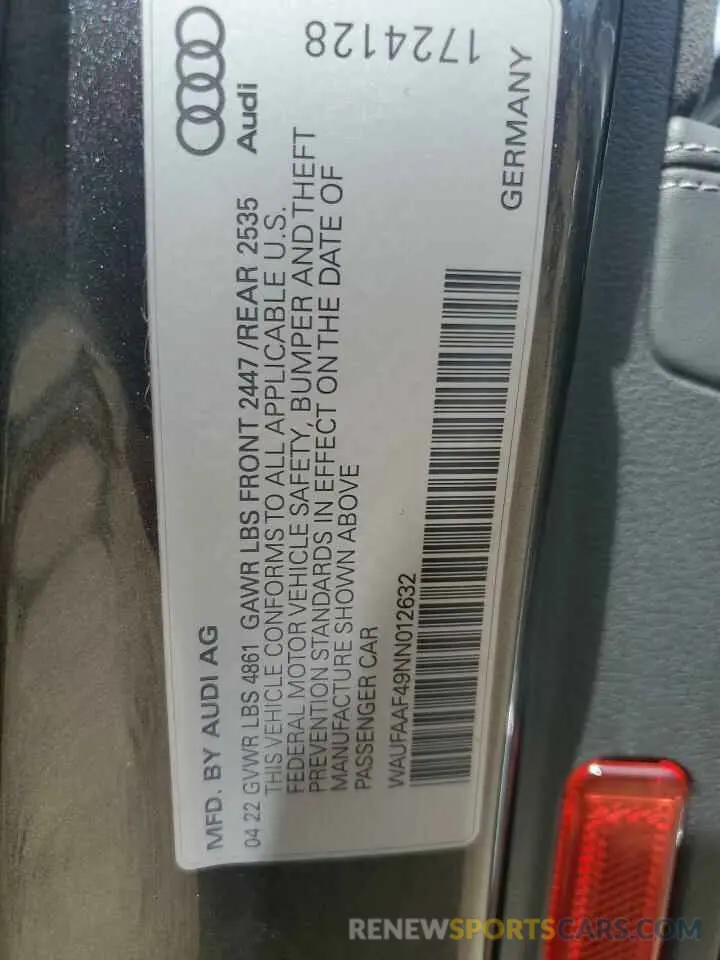 MFD. BY AUDI AG
Audi
04 22 GVWR LBS 4861 GAWR LBS FRONT 2447 / REAR 2535
THIS VEHICLE CONFORMS TO ALL APPLICABLE U.S.
FEDERAL MOTOR VEHICLE SAFETY, BUMPER AND THEFT
PREVENTION STANDARDS IN EFFECT ON THE DATE OF
MANUFACTURE SHOWN ABOVE
PASSENGER CAR
WAUFAAF49NN012632
GERMANY
1724128
RENEWSPORTSCARS.COM